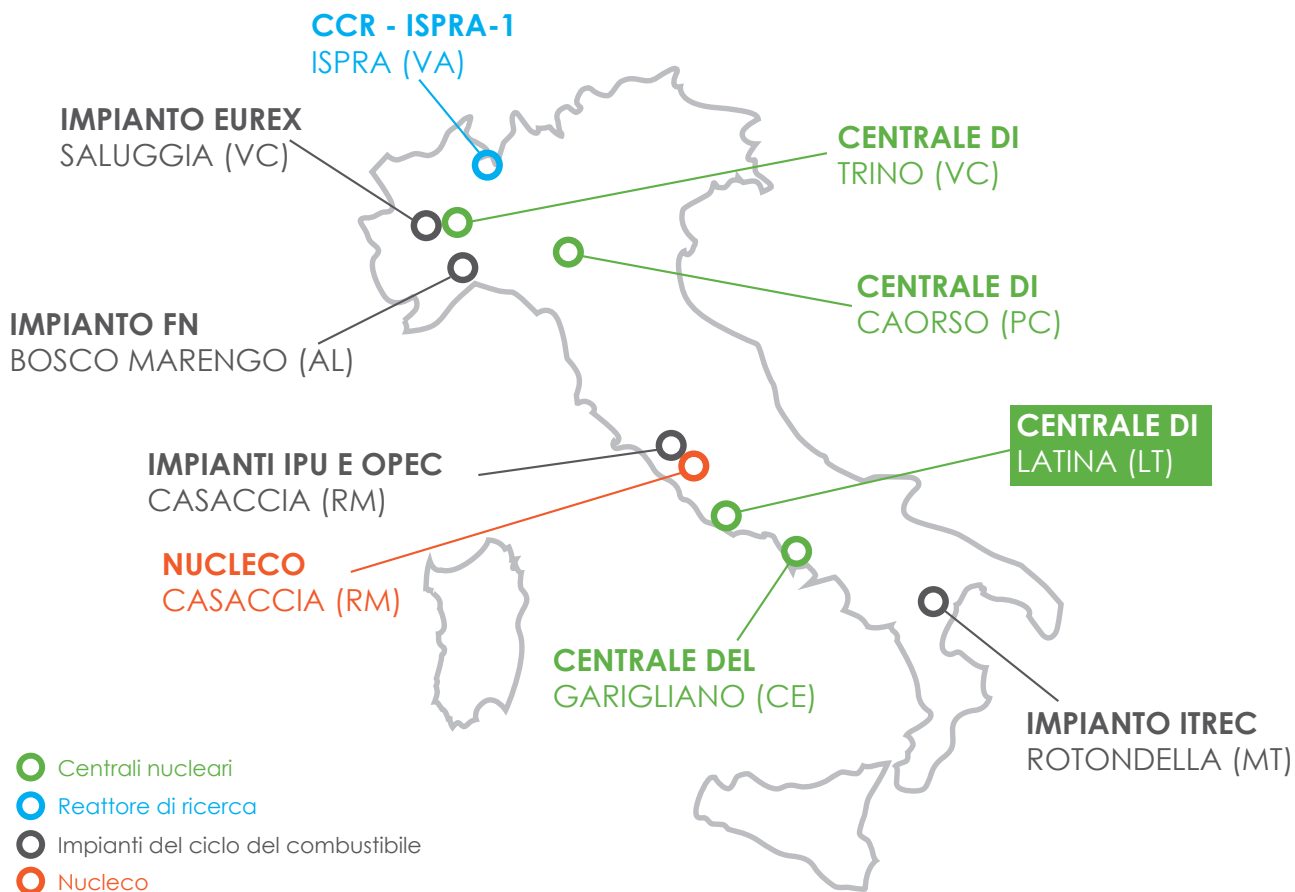 CCR - ISPRA-1
ISPRA (VA)
IMPIANTO EUREX
SALUGGIA (VC)
CENTRALE DI
TRINO (VC)
CENTRALE DI
CAORSO (PC)
IMPIANTO FN
BOSCO MARENGO (AL)
CENTRALE DI
LATINA (LT)
IMPIANTI IPU E OPEC
CASACCIA (RM)
NUCLECO
CASACCIA (RM)
CENTRALE DEL
GARIGLIANO (CE)
IMPIANTO ITREC
ROTONDELLA (MT)
Centrali nucleari
Reattore di ricerca
Impianti del ciclo del combustibile
Nucleco